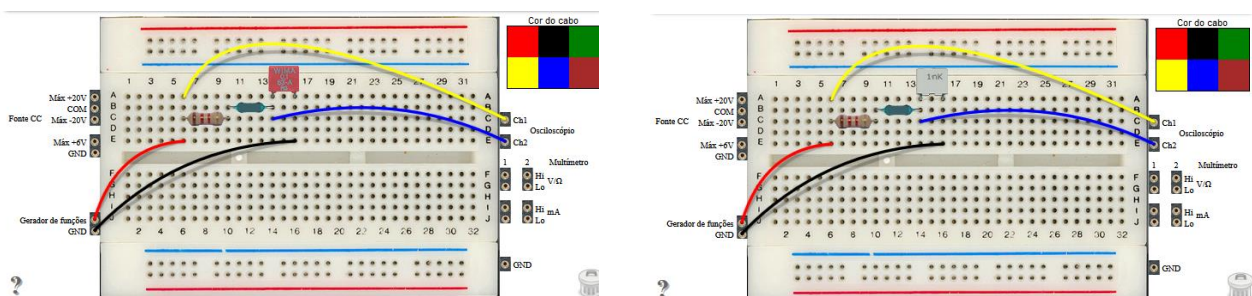 Cor do cabo
1 3 5 7 9 11 13 17 19 21 23 25 27 29 31
WIMA
A
B
C
D
E
A
B
C
D
E
Máx +20V
COM
Fonte CC
Máx -20V
Máx +6V
GND
Ch1
Osciloscópio
Ch2
1 2 Multímetro
Hi
V/Ω
Lo
Hi
mA
Lo
F
G
H
I
J
F
G
H
I
J
Gerador de funções
GND
2 4 6 8 10 12 14 16 18 20 22 24 26 28 30 32
GND
?
Cor do cabo
1 3 5 7 9 11 13 17 19 21 23 25 27 29 31
1nK
A
B
C
D
E
A
B
C
D
E
Máx +20V
COM
Fonte CC
Máx -20V
Máx +6V
GND
Ch1
Osciloscópio
Ch2
1 2 Multímetro
Hi
V/Ω
Lo
Hi
mA
Lo
F
G
H
I
J
F
G
H
I
J
Gerador de funções
GND
2 4 6 8 10 12 14 16 18 20 22 24 26 28 30 32
GND
?